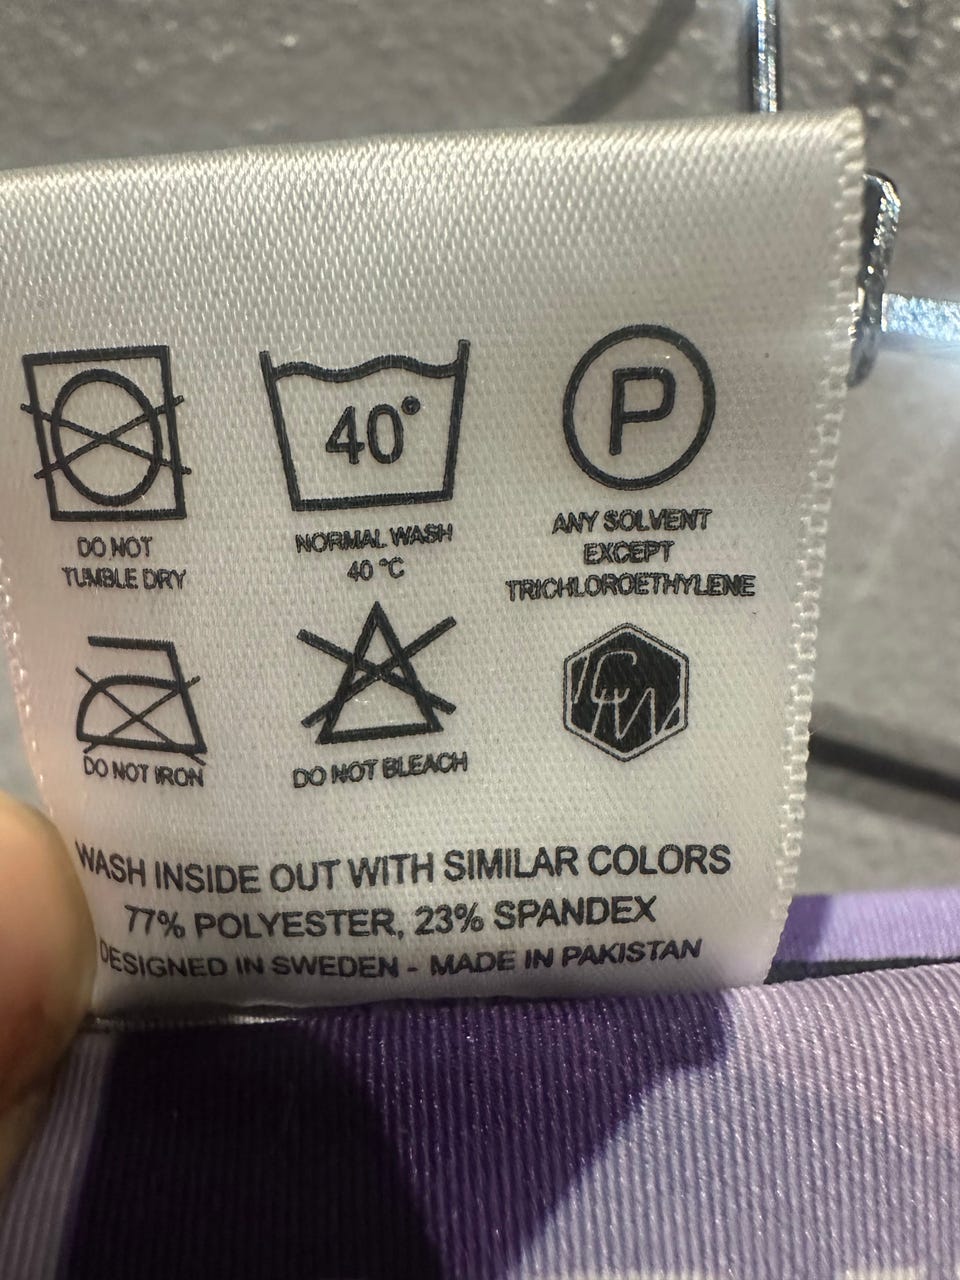 40°
P
DO NOT
TUMBLE DRY
NORMAL WASH
40 °C
ANY SOLVENT
EXCEPT
TRICHLOROETHYLENE
DO NOT IRON
DO NOT BLEACH
WASH INSIDE OUT WITH SIMILAR COLORS
77% POLYESTER, 23% SPANDEX
DESIGNED IN SWEDEN - MADE IN PAKISTAN